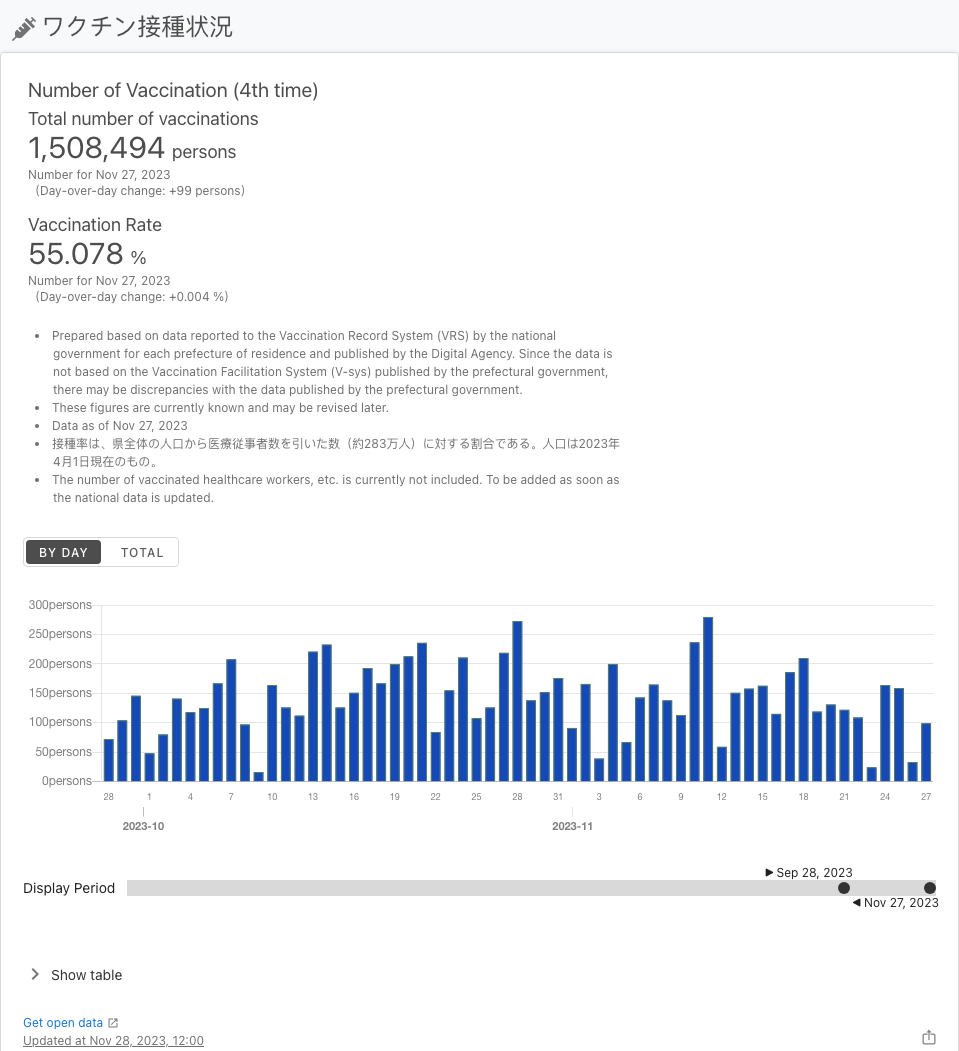 ワクチン接種状況
Number of Vaccination (4th time)
Total number of vaccinations
1,508,494 persons
Number for Nov 27, 2023
(Day-over-day change: +99 persons)
Vaccination Rate
55.078 %
Number for Nov 27, 2023
(Day-over-day change: +0.004 %)
Prepared based on data reported to the Vaccination Record System (VRS) by the national
government for each prefecture of residence and published by the Digital Agency. Since the data is
not based on the Vaccination Facilitation System (V-sys) published by the prefectural government,
there may be discrepancies with the data published by the prefectural government.
These figures are currently known and may be revised later.
Data as of Nov 27, 2023
接種率は、県全体の人口から医療従事者数を引いた数（約283万人）に対する割合である。人口は2023年
4月1日現在のもの。
The number of vaccinated healthcare workers, etc. is currently not included. To be added as soon as
the national data is updated.
BY DAY TOTAL
300persons
250persons
200persons
150persons
100persons
50persons
0persons
28 1 4 7 10 13 16 19 22 25 28 31 3 6 9 12 15 18 21 24 27
2023-10 2023-11
Sep 28, 2023
Display Period
Nov 27, 2023
Show table
Get open data
Updated at Nov 28, 2023, 12:00